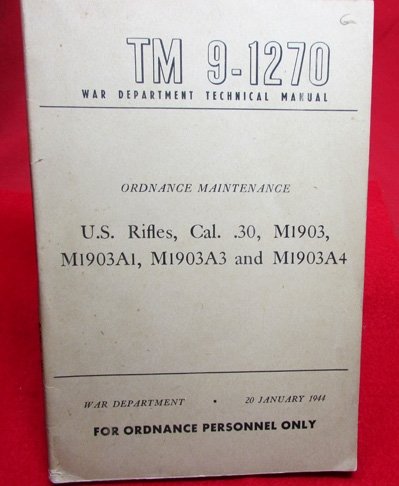 TM 9-1270
WAR DEPARTMENT TECHNICAL MANUAL
ORDNANCE MAINTENANCE
U.S. Rifles, Cal. .30, M1903,
M1903A1, M1903A3 and M1903A4
WAR DEPARTMENT • 20 JANUARY 1944
FOR ORDNANCE PERSONNEL ONLY